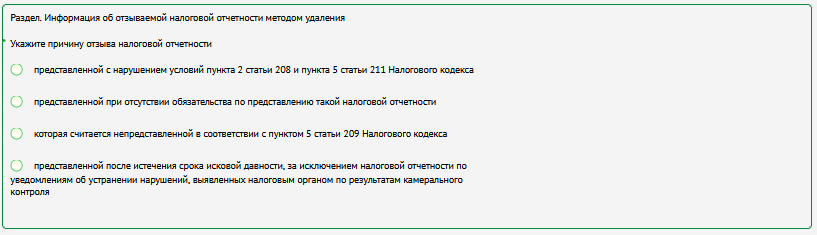 Раздел. Информация об отзываемой налоговой отчетности методом удаления
* Укажите причину отзыва налоговой отчетности
представленной с нарушением условий пункта 2 статьи 208 и пункта 5 статьи 211 Налогового кодекса
представленной при отсутствии обязательства по представлению такой налоговой отчетности
которая считается непредставленной в соответствии с пунктом 5 статьи 209 Налогового кодекса
представленной после истечения срока исковой давности, за исключением налоговой отчетности по
уведомлениям об устранении нарушений, выявленных налоговым органом по результатам камерального
контроля